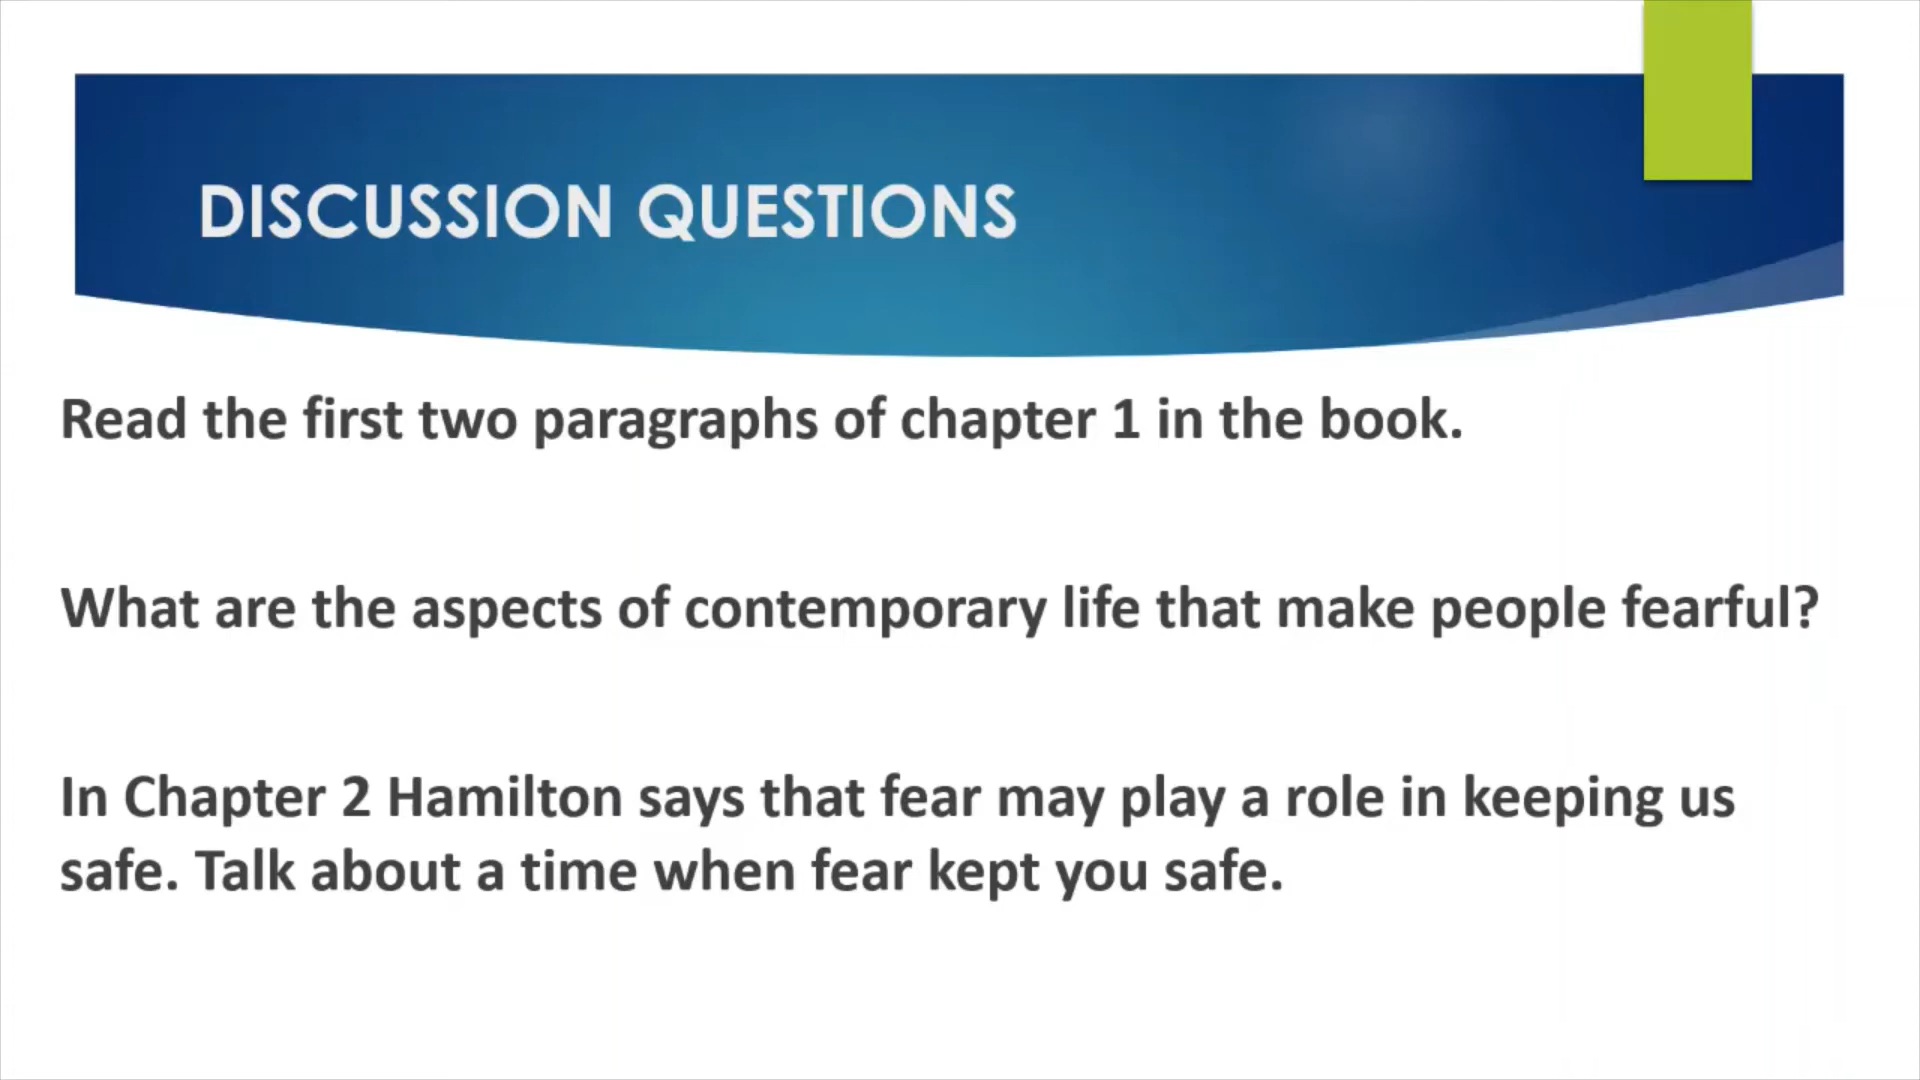 DISCUSSION QUESTIONS
Read the first two paragraphs of chapter 1 in the book.
What are the aspects of contemporary life that make people fearful?
In Chapter 2 Hamilton says that fear may play a role in keeping us
safe. Talk about a time when fear kept you safe.